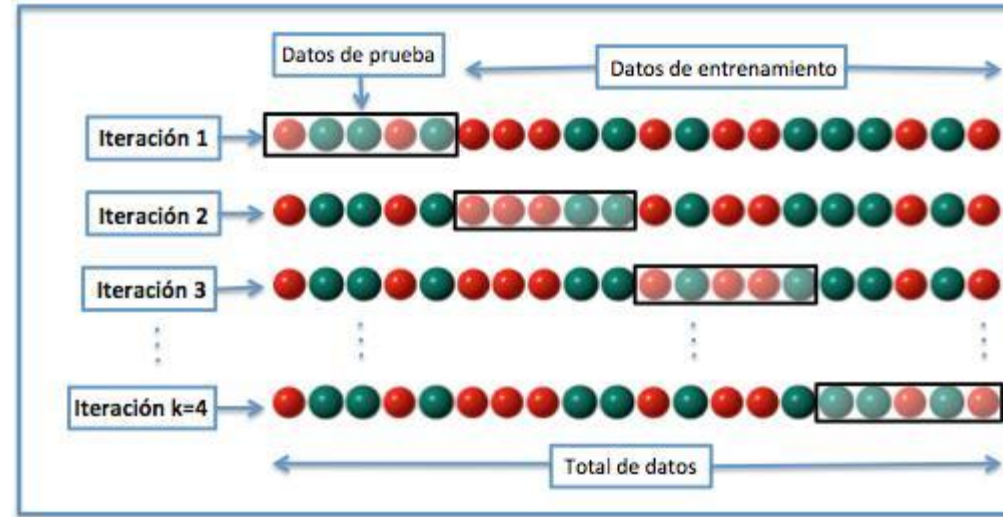 Datos de prueba
Datos de entrenamiento
Iteración 1
Iteración 2
Iteración 3
Iteración k=4
Total de datos